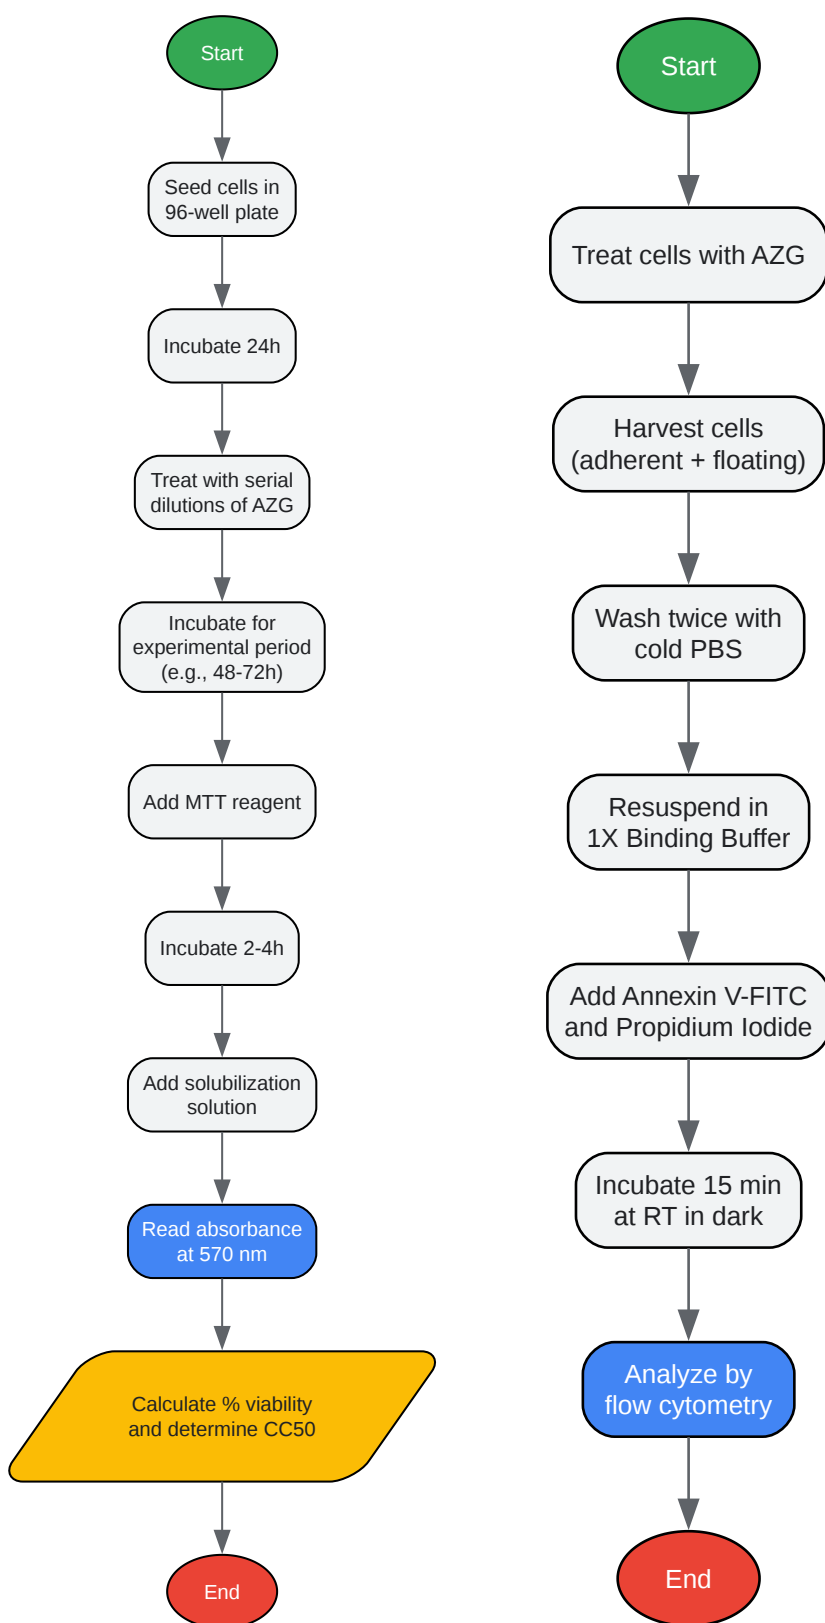 Start
Seed cells in
96-well plate
Incubate 24h
Treat with serial
dilutions of AZG
Incubate for
experimental period
(e.g., 48-72h)
Add MTT reagent
Incubate 2-4h
Add solubilization
solution
Read absorbance
at 570 nm
Calculate % viability
and determine CC50
End
Start
Treat cells with AZG
Harvest cells
(adherent + floating)
Wash twice with
cold PBS
Resuspend in
1X Binding Buffer
Add Annexin V-FITC
and Propidium Iodide
Incubate 15 min
at RT in dark
Analyze by
flow cytometry
End